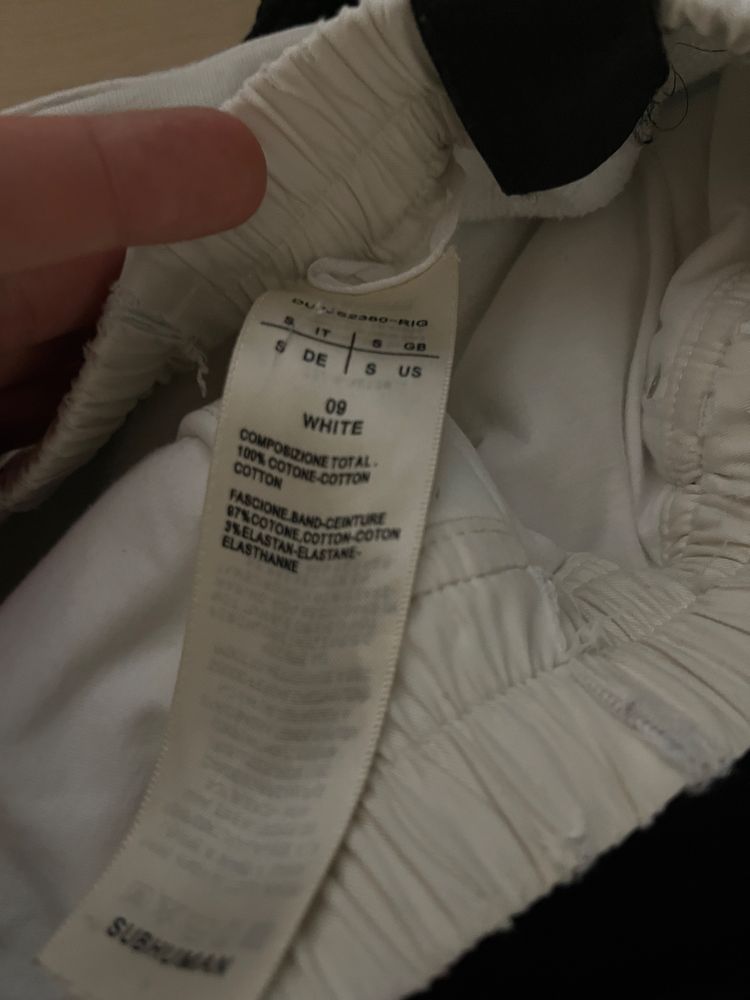 S IT S GB
S DE S US
09
WHITE
COMPOSIZIONE TOTAL.
100% COTONE-COTTON
COTTON
FASCIONE.BAND-CEINTURE
97%COTONE,COTTON-COTON
3%ELASTAN-ELASTANE-
ELASTHANNE
SUBHUMAN